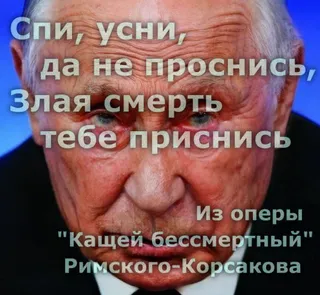 Спи, усни,
да не проснись,
Злая смерть
тебе приснись
Из оперы
"Кащей бессмертный"
Римского-Корсакова